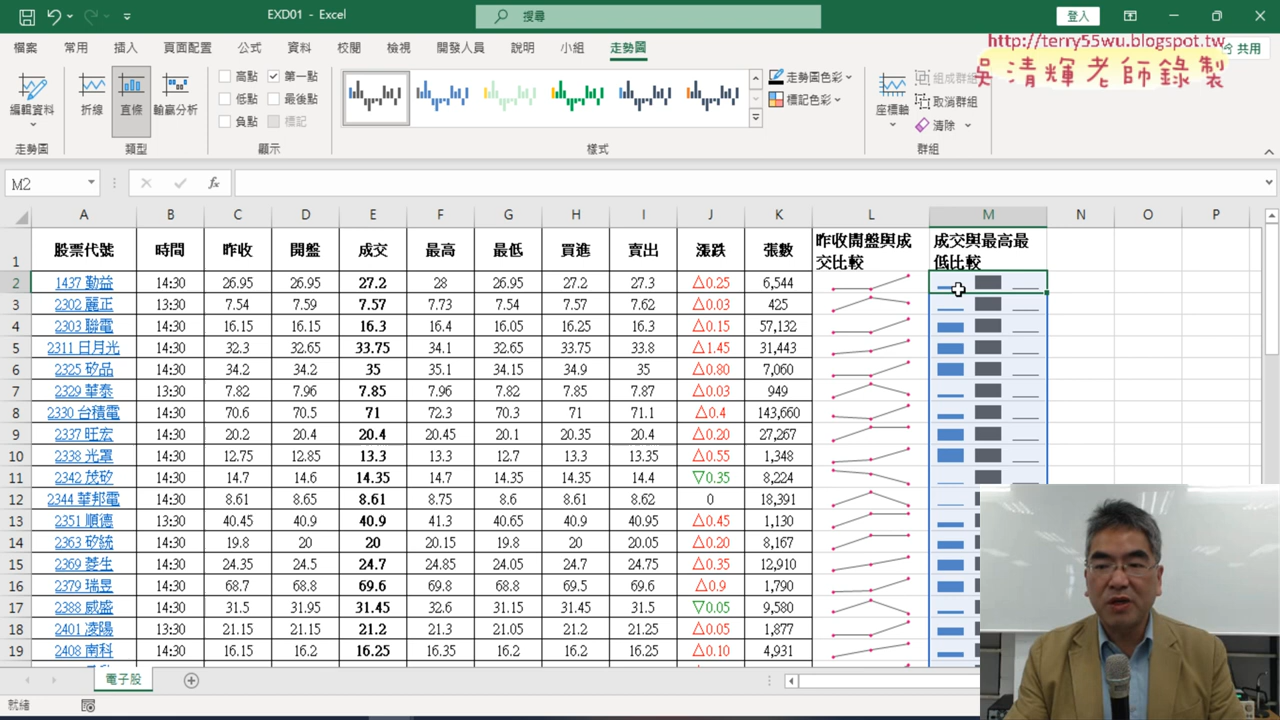 EXD01 - Excel
搜尋
登入
檔案 常用 插入 頁面配置 公式 資料 校閱 檢視 開發人員 說明 小組 走勢圖
共用
http://terry55wu.blogspot.tw
吳清輝老師錄製
編輯資料 折線 直條 輸贏分析
高點 第一點
低點 最後點
負點 標記
走勢圖色彩
標記色彩
座標軸
組成群組
取消群組
清除
走勢圖 類型 顯示 樣式 群組
M2
fx
A B C D E F G H I J K L M N O P
1 股票代號 時間 昨收 開盤 成交 最高 最低 買進 賣出 漲跌 張數 昨收開盤與成交比較 成交與最高最低比較
2 1437 勤益 14:30 26.95 26.95 27.2 28 26.95 27.2 27.3 △0.25 6,544
3 2302 麗正 14:30 7.54 7.59 7.57 7.73 7.54 7.57 7.62 △0.03 425
4 2303 聯電 14:30 16.15 16.15 16.3 16.4 16.05 16.25 16.3 △0.15 57,132
5 2311 日月光 14:30 32.3 32.65 33.75 34.1 32.65 33.75 33.8 △1.45 31,443
6 2325 矽品 14:30 34.2 34.2 35 35.1 34.15 34.9 35 △0.80 7,060
7 2329 華泰 14:30 7.82 7.96 7.85 7.96 7.82 7.85 7.87 △0.03 949
8 2330 台積電 14:30 70.6 70.5 71 72.3 70.3 71 71.1 △0.4 143,660
9 2337 旺宏 14:30 20.2 20.4 20.4 20.45 20.1 20.35 20.4 △0.20 27,267
10 2338 光罩 14:30 12.75 12.85 13.3 13.3 12.7 13.3 13.35 △0.55 1,348
11 2342 茂矽 14:30 14.7 14.6 14.35 14.7 14.35 14.35 14.4 ▽0.35 8,224
12 2344 華邦電 14:30 8.61 8.65 8.61 8.75 8.6 8.61 8.62 0 18,391
13 2351 順德 13:30 40.45 40.9 40.9 41.3 40.65 40.9 40.95 △0.45 1,130
14 2363 矽統 14:30 19.8 20 20 20.15 19.8 20 20.05 △0.20 8,167
15 2369 菱生 14:30 24.35 24.5 24.7 24.85 24.05 24.7 24.75 △0.35 12,910
16 2379 瑞昱 14:30 68.7 68.8 69.6 69.8 68.8 69.5 69.6 △0.9 1,790
17 2388 威盛 14:30 31.5 31.95 31.45 32.6 31.15 31.45 31.5 ▽0.05 9,580
18 2401 凌陽 13:30 21.15 21.15 21.2 21.3 21.05 21.2 21.25 △0.05 1,877
19 2408 南科 14:30 16.15 16.2 16.25 16.35 16.2 16.2 16.25 △0.10 4,931
電子股
就緒